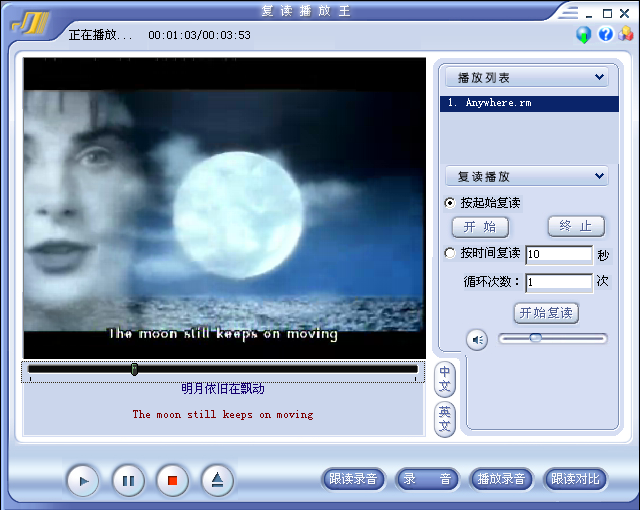 复读播放王
正在播放... 00:01:03/00:03:53
播放列表
1. Anywhere.rm
复读播放
按起始复读
开 始 终 止
按时间复读 10 秒
循环次数： 1 次
开始复读
The moon still keeps on moving
明月依旧在飘动
The moon still keeps on moving
中文
英文
跟读录音 录 音 播放录音 跟读对比